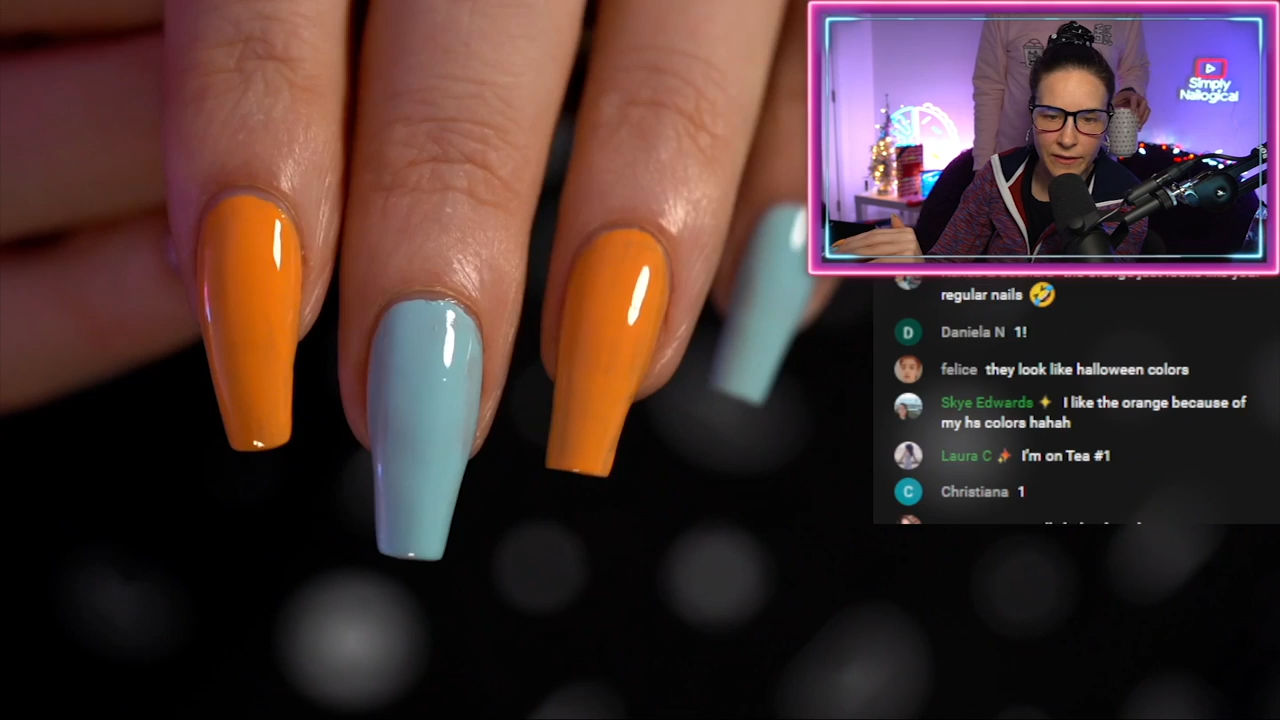 Simply
Nailogical
regular nails 🤣
D Daniela N 1!
felice they look like halloween colors
Skye Edwards ✨ I like the orange because of
my hs colors hahah
Laura C ✨ I'm on Tea #1
C Christiana 1